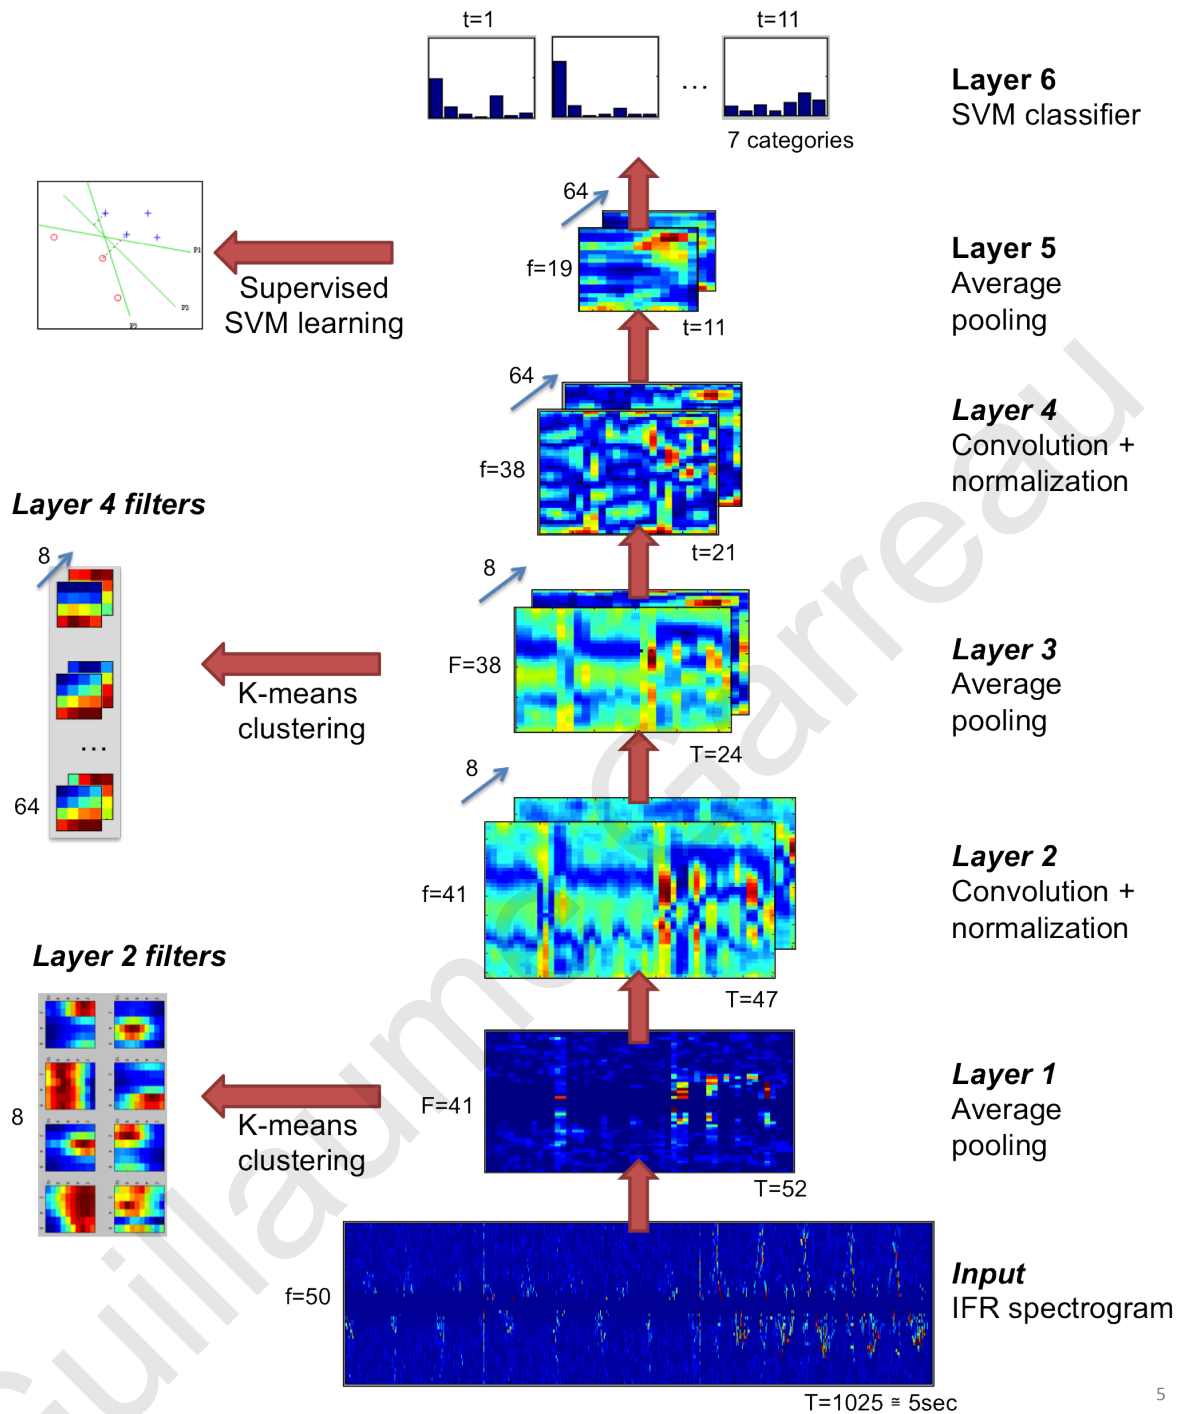 t=1
t=11
...
7 categories
Layer 6
SVM classifier
64
f=19
t=11
Layer 5
Average
pooling
P1
P2
P3
Supervised
SVM learning
64
f=38
t=21
Layer 4
Convolution +
normalization
Layer 4 filters
8
...
64
8
F=38
...
T=24
Layer 3
Average
pooling
K-means
clustering
8
f=41
T=47
Layer 2
Convolution +
normalization
Layer 2 filters
8
F=41
T=52
Layer 1
Average
pooling
K-means
clustering
f=50
T=1025 ≅ 5sec
Input
IFR spectrogram
5
Guillaume Garreau